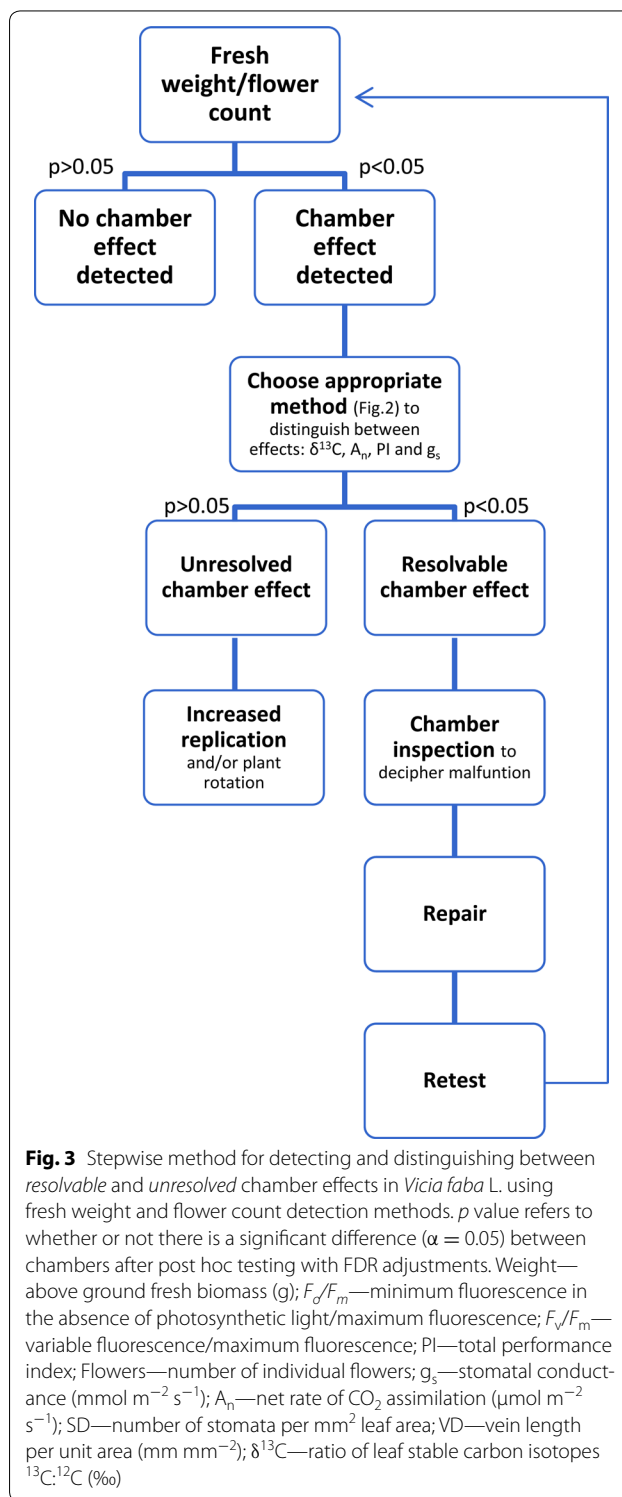 Fresh
weight/flower
count
p>0.05
p<0.05
No chamber
effect
detected
Chamber
effect
detected
Choose appropriate
method (Fig.2) to
distinguish between
effects: δ¹³C, Aₙ, PI and gₛ
p>0.05
p<0.05
Unresolved
chamber effect
Resolvable
chamber effect
Increased
replication
and/or plant
rotation
Chamber
inspection to
decipher malfuntion
Repair
Retest
Fig. 3 Stepwise method for detecting and distinguishing between
resolvable and unresolved chamber effects in Vicia faba L. using
fresh weight and flower count detection methods. p value refers to
whether or not there is a significant difference (α = 0.05) between
chambers after post hoc testing with FDR adjustments. Weight—
above ground fresh biomass (g); Fₒ/Fₘ—minimum fluorescence in
the absence of photosynthetic light/maximum fluorescence; Fᵥ/Fₘ—
variable fluorescence/maximum fluorescence; PI—total performance
index; Flowers—number of individual flowers; gₛ—stomatal conduct-
ance (mmol m⁻² s⁻¹); Aₙ—net rate of CO₂ assimilation (μmol m⁻²
s⁻¹); SD—number of stomata per mm² leaf area; VD—vein length
per unit area (mm mm⁻²); δ¹³C—ratio of leaf stable carbon isotopes
¹³C:¹²C (‰)